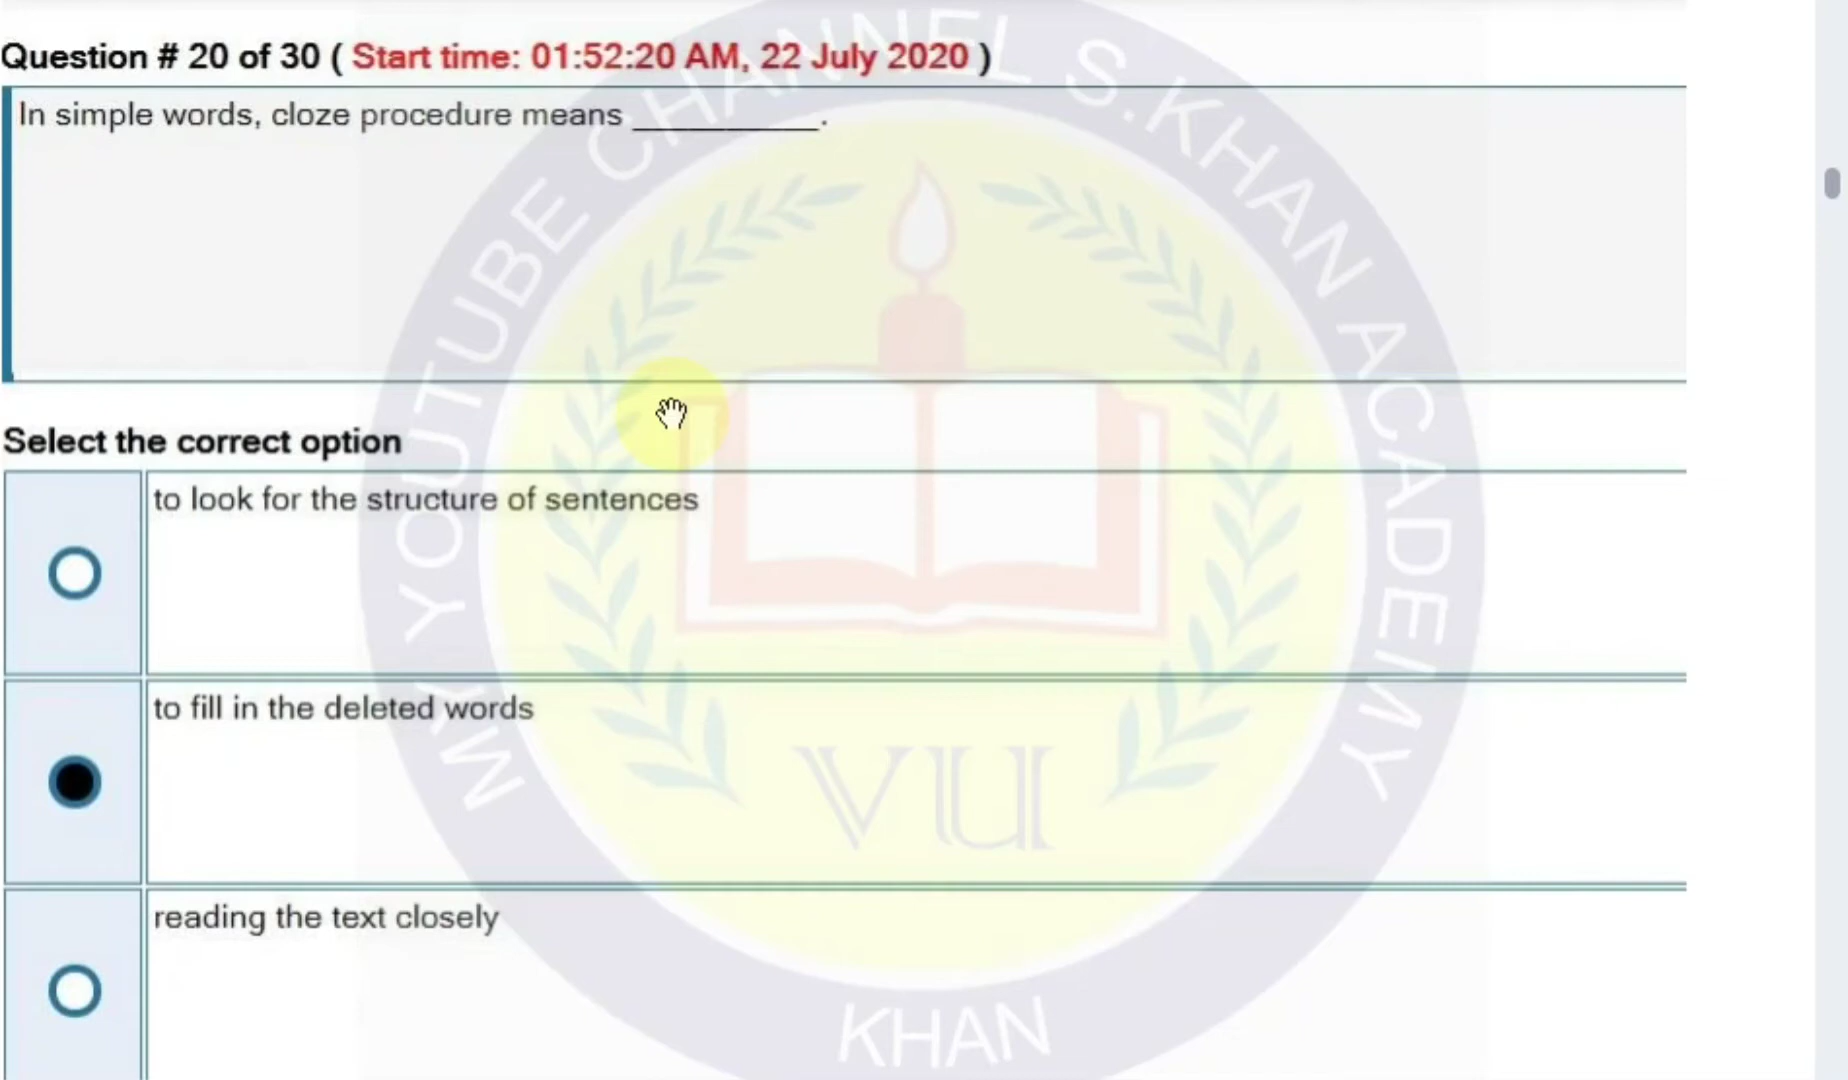 Question # 20 of 30 ( Start time: 01:52:20 AM, 22 July 2020 )
In simple words, cloze procedure means __________.
Select the correct option
to look for the structure of sentences
to fill in the deleted words
reading the text closely
MY YOUTUBE CHANNEL S.KHAN ACADEMY
VU
KHAN